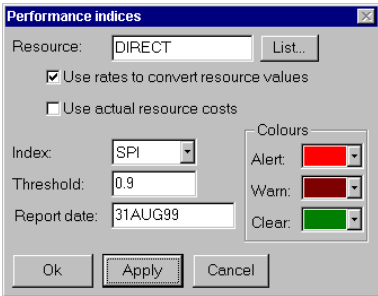 Performance indices
Resource: DIRECT List...
Use rates to convert resource values
Use actual resource costs
Colours
Index: SPI Alert:
Threshold: 0.9 Warn:
Report date: 31AUG99 Clear:
Ok Apply Cancel